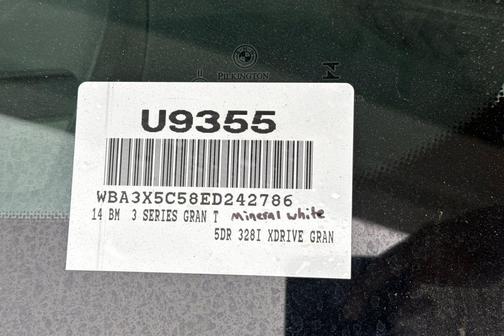 PILKINGTON
U9355
WBA3X5C58ED242786
14 BM 3 SERIES GRAN T Mineral White
5DR 328I XDRIVE GRAN